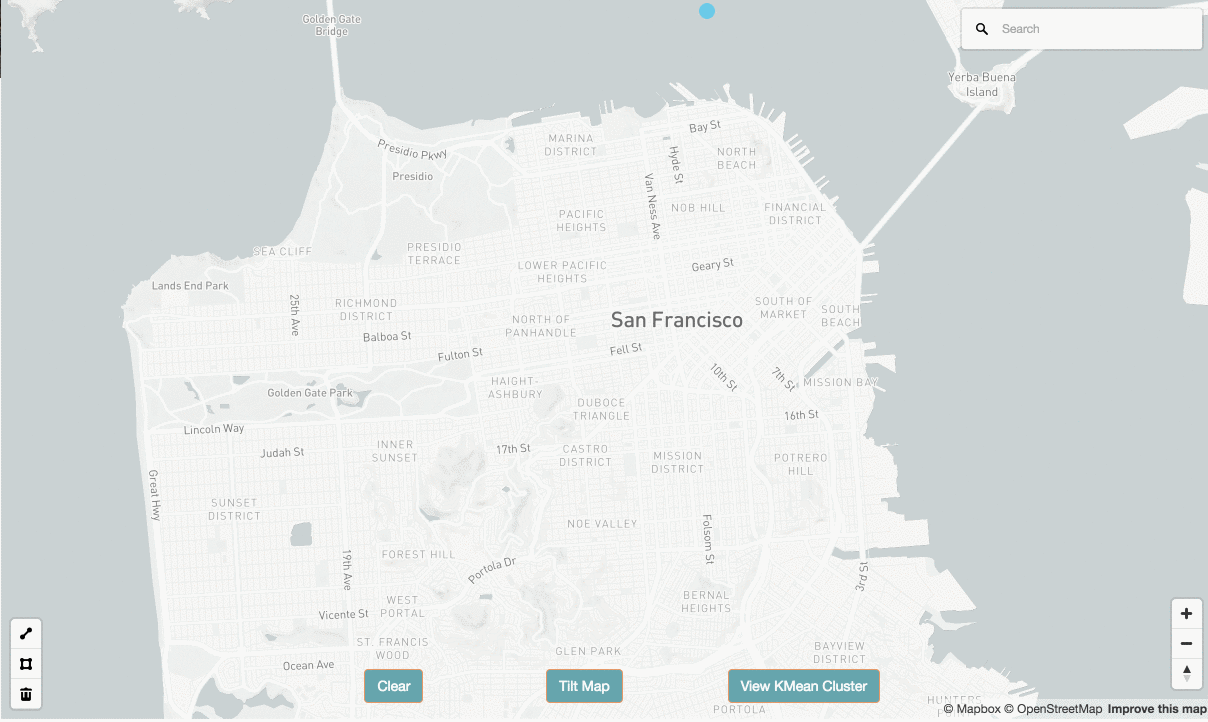 Golden Gate
Bridge
Search
Yerba Buena
Island
Presidio Pkwy
MARINA
DISTRICT
Bay St
Hyde St
NORTH
BEACH
Presidio
Van Ness Ave
NOB HILL
FINANCIAL
DISTRICT
PACIFIC
HEIGHTS
SEA CLIFF
PRESIDIO
TERRACE
LOWER PACIFIC
HEIGHTS
Geary St
Lands End Park
25th Ave
RICHMOND
DISTRICT
Balboa St
NORTH OF
PANHANDLE
San Francisco
SOUTH OF
MARKET
SOUTH
BEACH
Fulton St
Fell St
10th St
7th St
MISSION BAY
Golden Gate Park
HAIGHT-
ASHBURY
DUBOCE
TRIANGLE
16th St
Lincoln Way
Judah St
INNER
SUNSET
17th St
CASTRO
DISTRICT
MISSION
DISTRICT
POTRERO
HILL
Great Hwy
SUNSET
DISTRICT
NOE VALLEY
Folsom St
19th Ave
FOREST HILL
Portola Dr
3rd St
WEST
PORTAL
Vicente St
BERNAL
HEIGHTS
ST. FRANCIS
WOOD
GLEN PARK
BAYVIEW
DISTRICT
Ocean Ave
Clear
Tilt Map
View KMean Cluster
HUNTERS
PORTOLA
© Mapbox © OpenStreetMap Improve this map